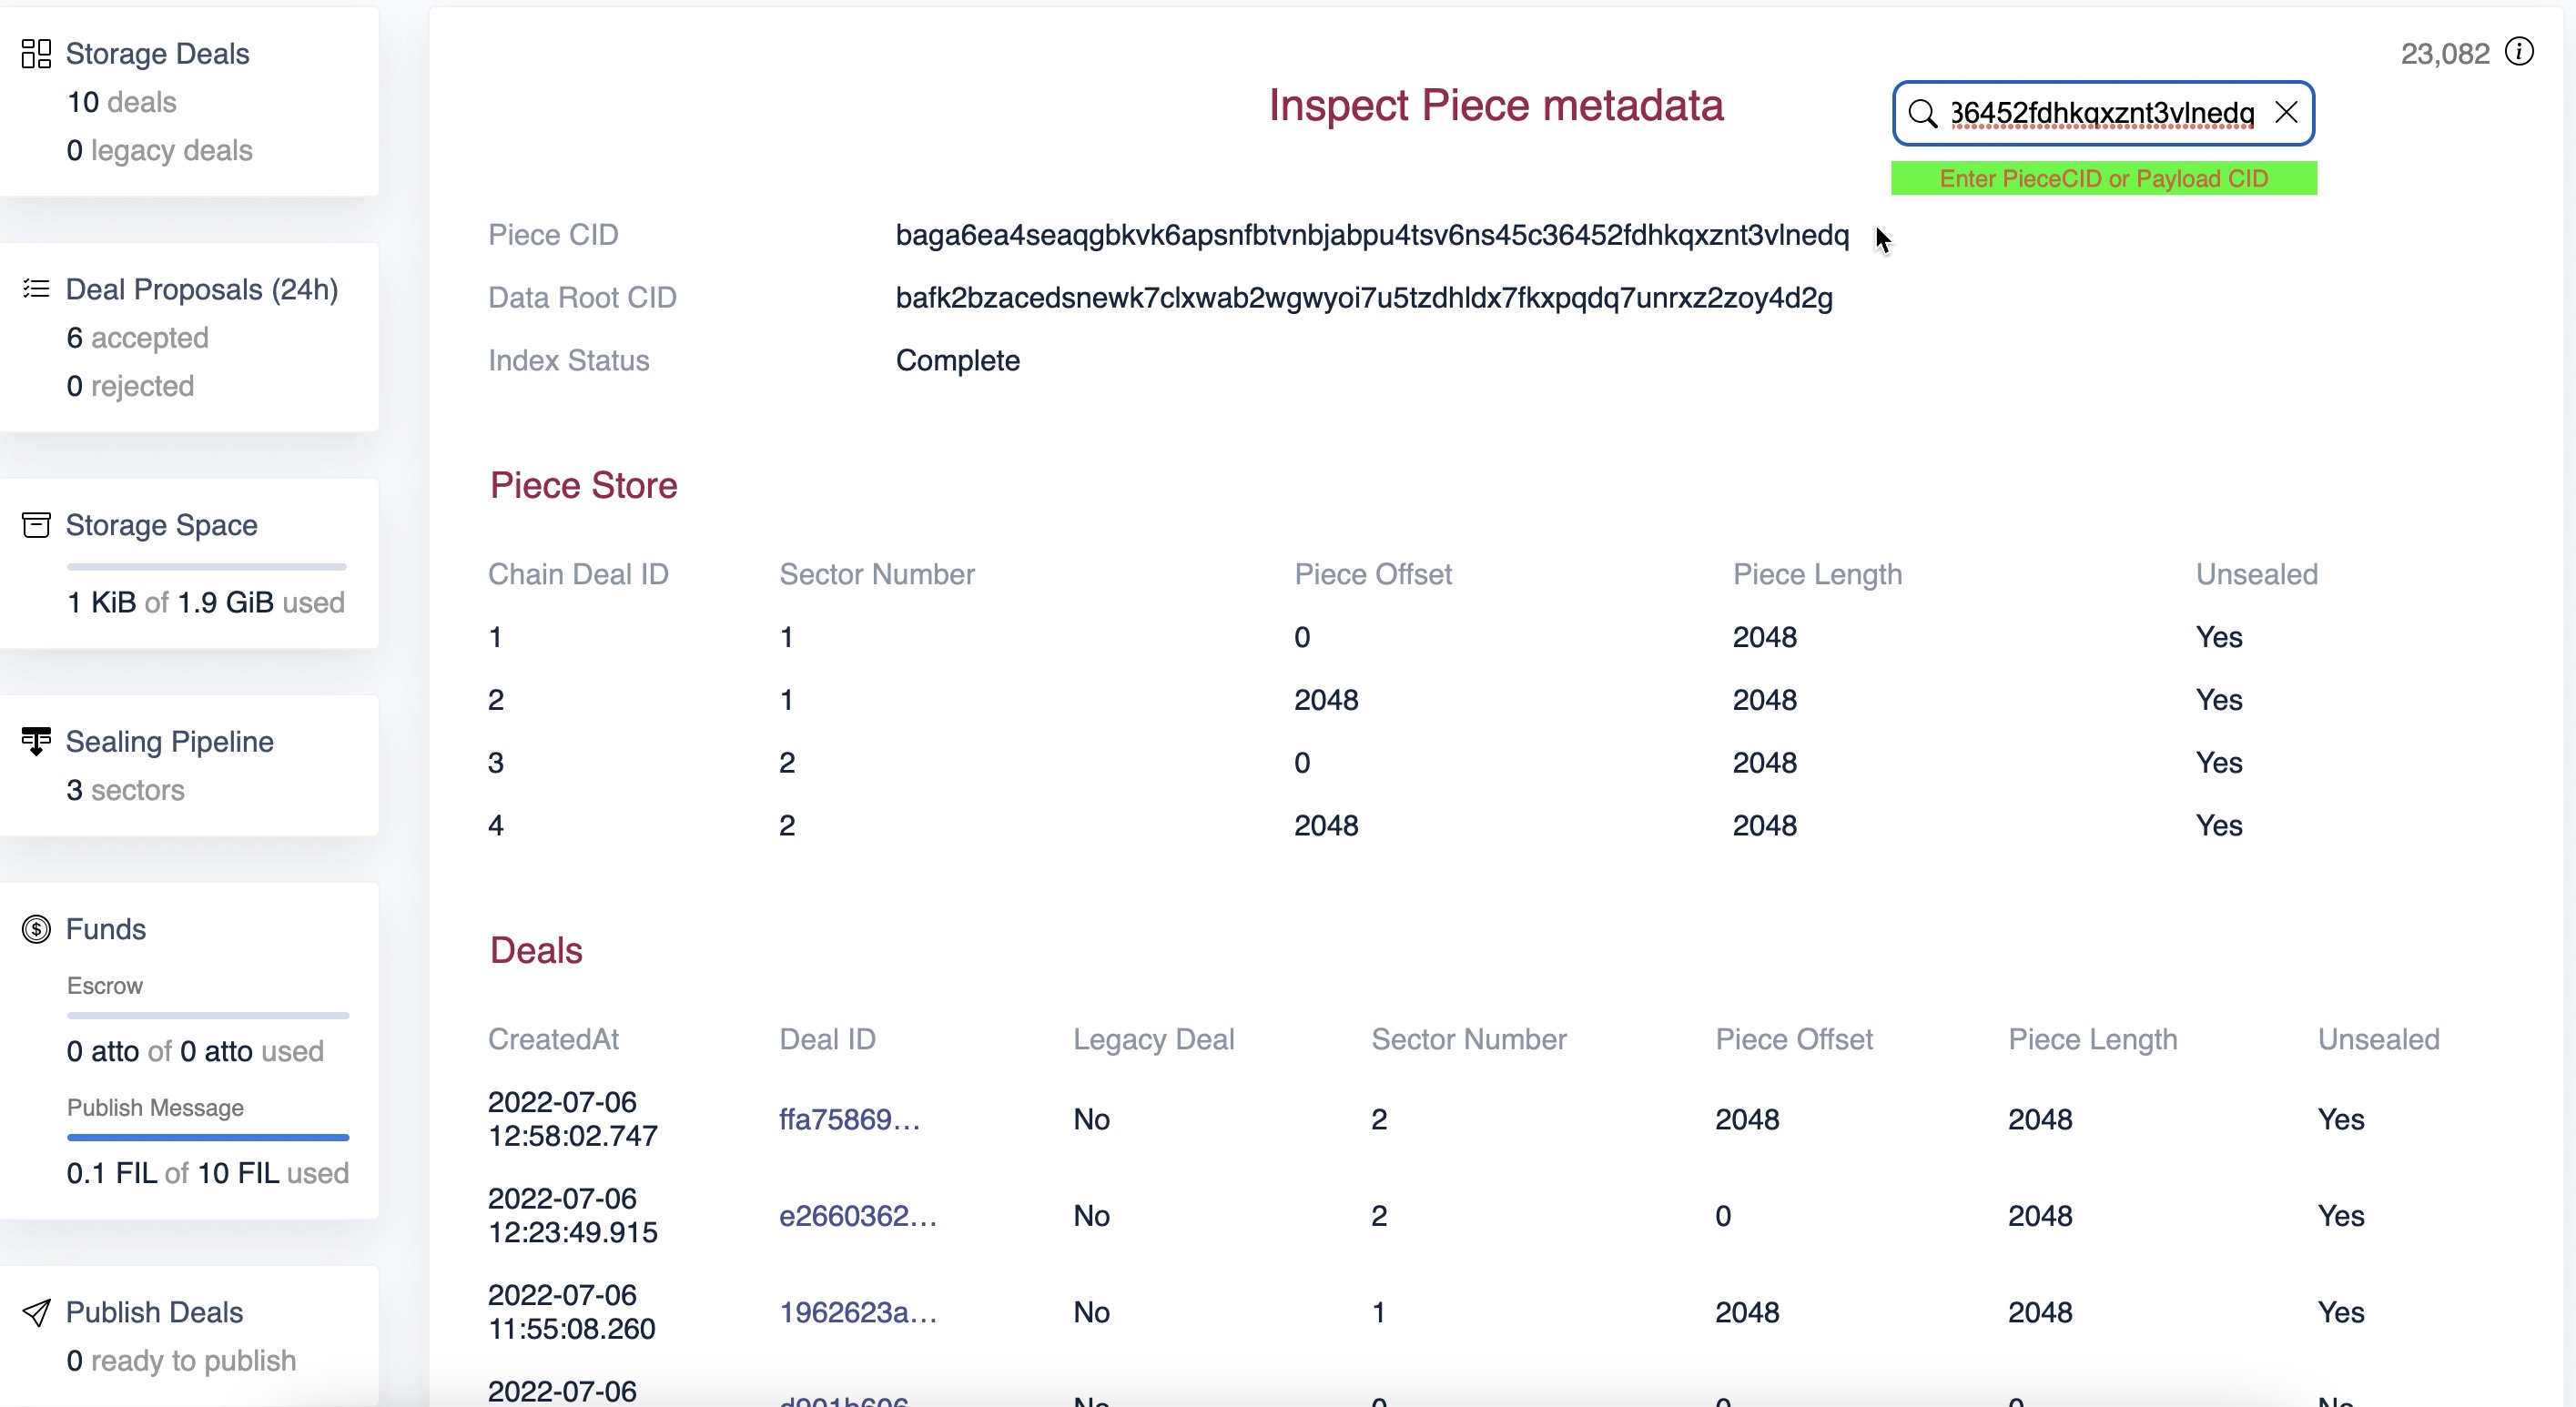 Storage Deals
10 deals
0 legacy deals
Deal Proposals (24h)
6 accepted
0 rejected
Storage Space
1 KiB of 1.9 GiB used
Sealing Pipeline
3 sectors
Funds
Escrow
0 atto of 0 atto used
Publish Message
0.1 FIL of 10 FIL used
Publish Deals
0 ready to publish
23,082
Inspect Piece metadata
36452fdhkqxznt3vlnedq
Enter PieceCID or Payload CID
Piece CID baga6ea4seaqgbkvk6apsnfbtvnbjabpu4tsv6ns45c36452fdhkqxznt3vlnedq
Data Root CID bafk2bzacedsnewk7clxwab2wgwyoi7u5tzdhldx7fkxpqdq7unrxz2zoy4d2g
Index Status Complete
Piece Store
Chain Deal ID Sector Number Piece Offset Piece Length Unsealed
1 1 0 2048 Yes
2 1 2048 2048 Yes
3 2 0 2048 Yes
4 2 2048 2048 Yes
Deals
CreatedAt Deal ID Legacy Deal Sector Number Piece Offset Piece Length Unsealed
2022-07-06
12:58:02.747 ffa75869... No 2 2048 2048 Yes
2022-07-06
12:23:49.915 e2660362... No 2 0 2048 Yes
2022-07-06
11:55:08.260 1962623a... No 1 2048 2048 Yes
2022-07-06